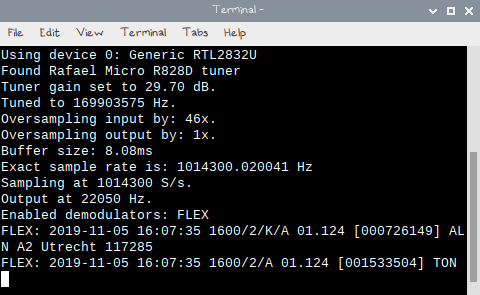 Terminal -
File Edit View Terminal Tabs Help
Using device 0: Generic RTL2832U
Found Rafael Micro R828D tuner
Tuner gain set to 29.70 dB.
Tuned to 169903575 Hz.
Oversampling input by: 46x.
Oversampling output by: 1x.
Buffer size: 8.08ms
Exact sample rate is: 1014300.020041 Hz
Sampling at 1014300 S/s.
Output at 22050 Hz.
Enabled demodulators: FLEX
FLEX: 2019-11-05 16:07:35 1600/2/K/A 01.124 [000726149] AL
N A2 Utrecht 117285
FLEX: 2019-11-05 16:07:35 1600/2/A 01.124 [001533504] TON